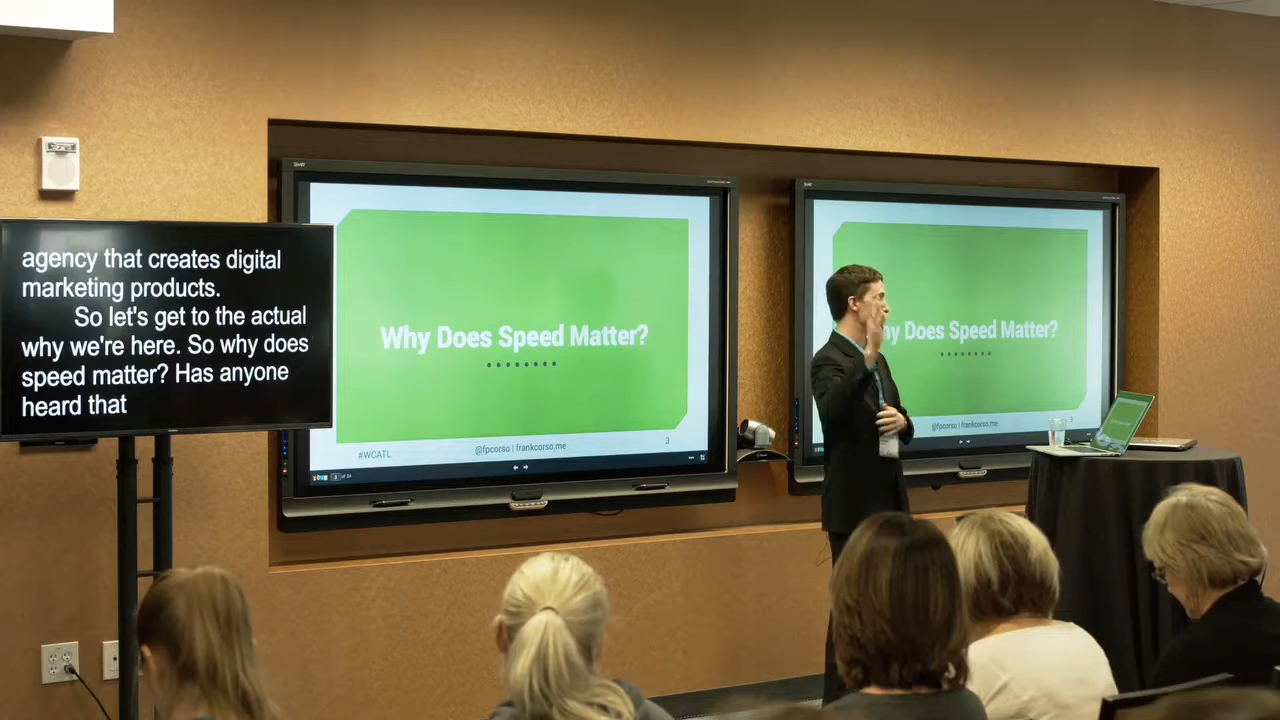 agency that creates digital
marketing products.
So let's get to the actual
why we're here. So why does
speed matter? Has anyone
heard that
Why Does Speed Matter?
#WCATL
@fpcorso | frankcorso.me
3
Why Does Speed Matter?
@fpcorso | frankcorso.me
3